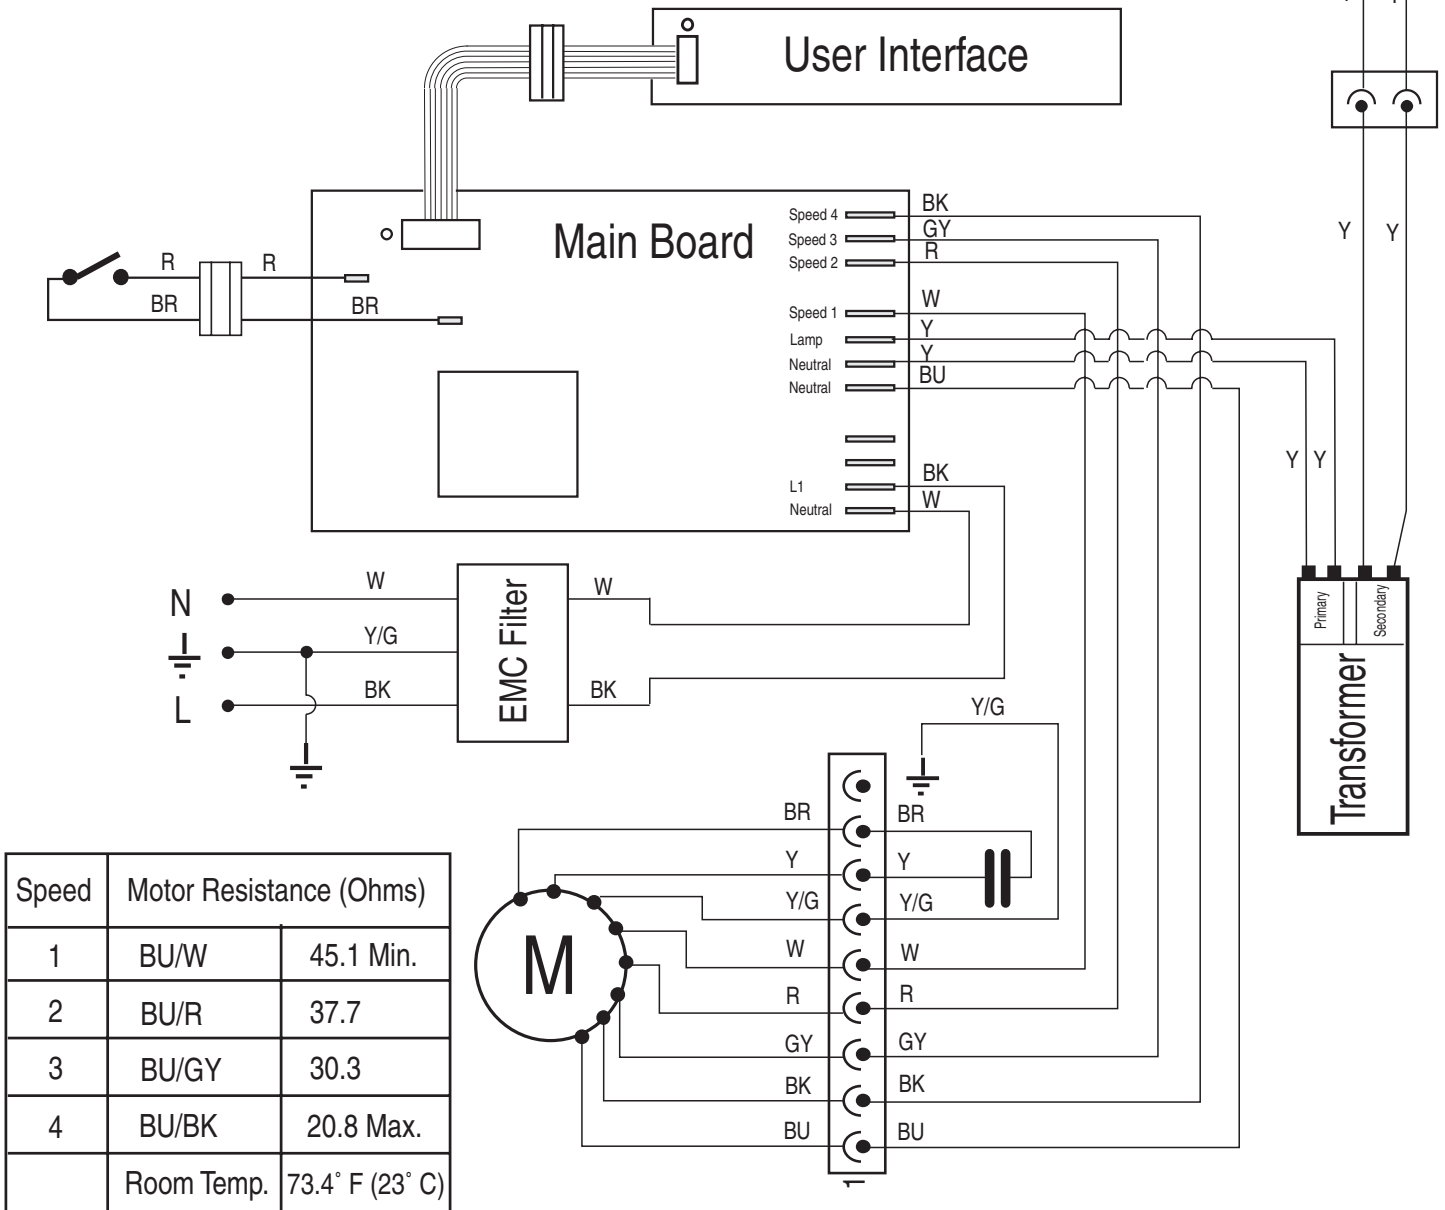 User Interface
Main Board
Speed 4
BK
Speed 3
GY
Speed 2
R
Speed 1
W
Lamp
Y
Neutral
Y
Neutral
BU
L1
BK
Neutral
W
R
R
BR
BR
Y
Y
Y
Y
N
W
W
Y/G
L
BK
BK
EMC Filter
Primary
Secondary
Transformer
Y/G
BR
BR
Y
Y
Y/G
Y/G
W
W
R
R
GY
GY
BK
BK
BU
BU
1
M
Speed Motor Resistance (Ohms)
1 BU/W 45.1 Min.
2 BU/R 37.7
3 BU/GY 30.3
4 BU/BK 20.8 Max.
Room Temp. 73.4° F (23° C)